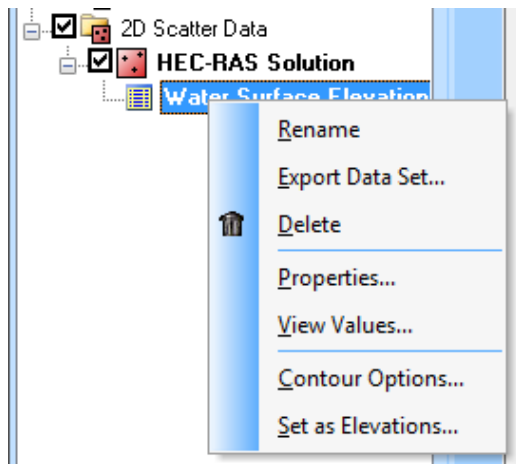 2D Scatter Data
HEC-RAS Solution
Water Surface Elevation
Rename
Export Data Set...
Delete
Properties...
View Values...
Contour Options...
Set as Elevations...